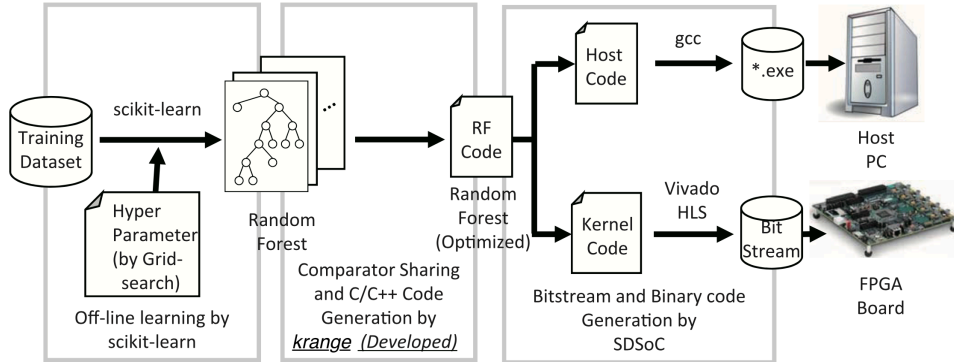 Training
Dataset
scikit-learn
Hyper
Parameter
(by Grid-
search)
Off-line learning by
scikit-learn
...
Random
Forest
RF
Code
Random
Forest
(Optimized)
Comparator Sharing
and C/C++ Code
Generation by
krange (Developed)
Host
Code
gcc
*.exe
Host
PC
Kernel
Code
Vivado
HLS
Bit
Stream
FPGA
Board
Bitstream and Binary code
Generation by
SDSoC